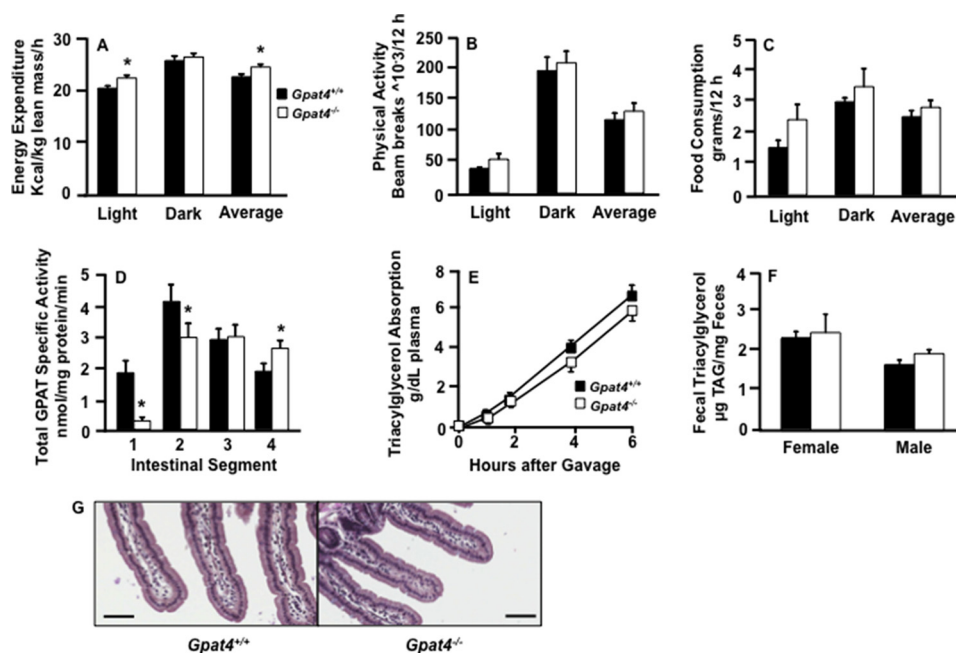 A
Energy Expenditure
Kcal/kg lean mass/h
30
20
10
0
*
*
Gpat4+/+
Gpat4-/-
Light Dark Average
B
Physical Activity
Beam breaks ^10-3/12 h
250
200
150
100
50
0
Light Dark Average
C
Food Consumption
grams/12 h
5
4
3
2
1
0
Light Dark Average
D
Total GPAT Specific Activity
nmol/mg protein/min
5
4
3
2
1
0
*
*
*
1 2 3 4
Intestinal Segment
E
Triacylglycerol Absorption
g/dL plasma
8
6
4
2
0
Gpat4+/+
Gpat4-/-
0 2 4 6
Hours after Gavage
F
Fecal Triacylglycerol
µg TAG/mg Feces
4
3
2
1
0
Female Male
G
Gpat4+/+ Gpat4-/-